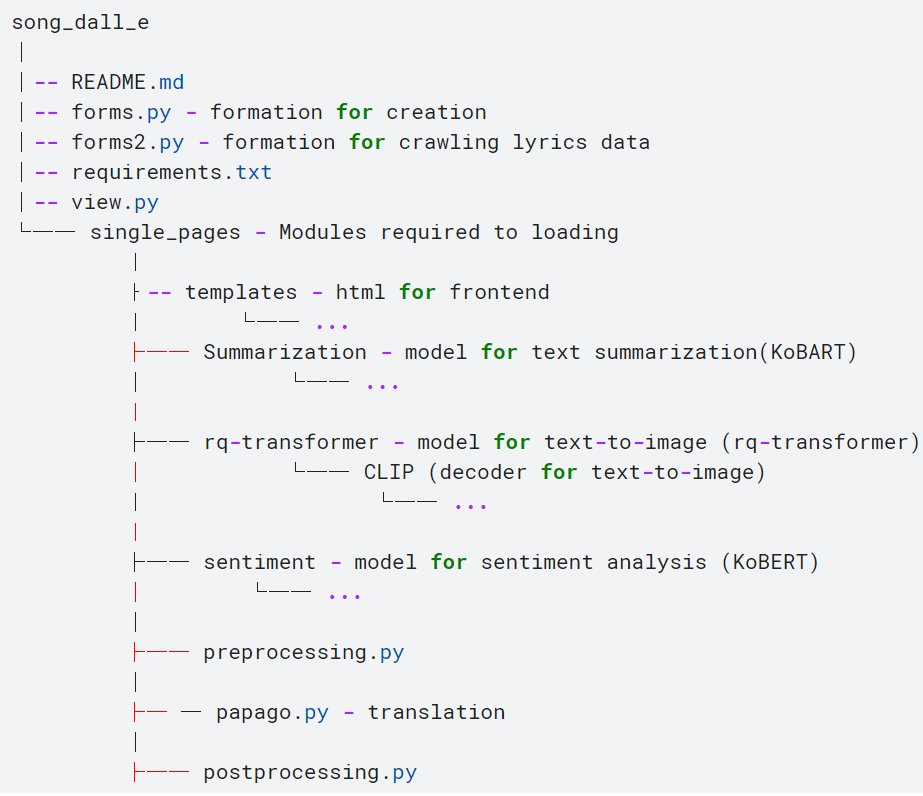 song_dall_e
│
│ -- README.md
│ -- forms.py - formation for creation
│ -- forms2.py - formation for crawling lyrics data
│ -- requirements.txt
│ -- view.py
└─── single_pages - Modules required to loading
│
├ -- templates - html for frontend
│ └─── ...
├─── Summarization - model for text summarization(KoBART)
│ └─── ...
│
├─── rq-transformer - model for text-to-image (rq-transformer)
│ └─── CLIP (decoder for text-to-image)
│ └─── ...
│
├─── sentiment - model for sentiment analysis (KoBERT)
│ └─── ...
│
├─── preprocessing.py
│
├── ─ papago.py - translation
│
├─── postprocessing.py